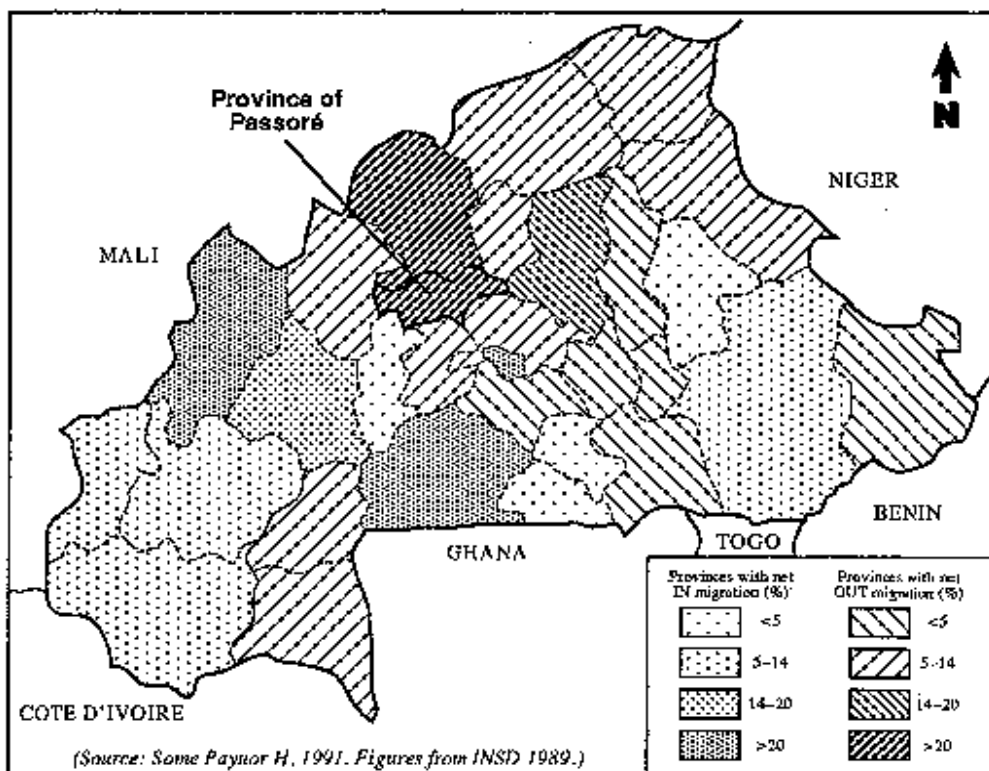 Province of
Passoré
N
NIGER
MALI
BENIN
GHANA
TOGO
COTE D'IVOIRE
Provinces with net
IN migration (%)
<5
5–14
14–20
>20
Provinces with net
OUT migration (%)
<5
5–14
14–20
>20
(Source: Some Paynor H, 1991. Figures from INSD 1989.)